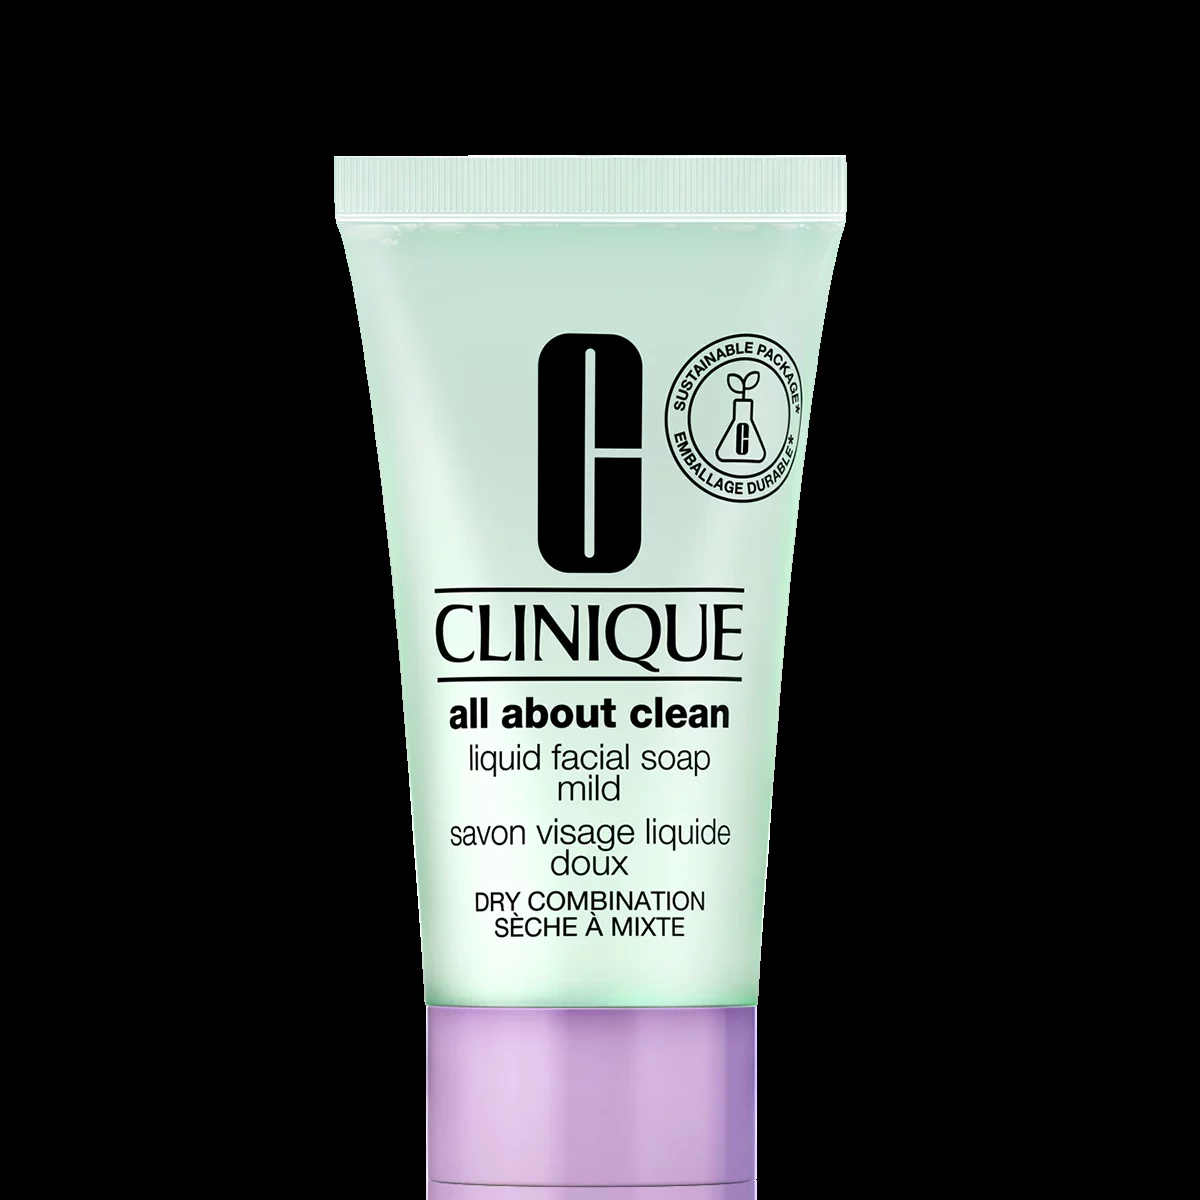 C
SUSTAINABLE PACKAGE*
EMBALLAGE DURABLE*
C
CLINIQUE
all about clean
liquid facial soap
mild
savon visage liquide
doux
DRY COMBINATION
SÈCHE À MIXTE